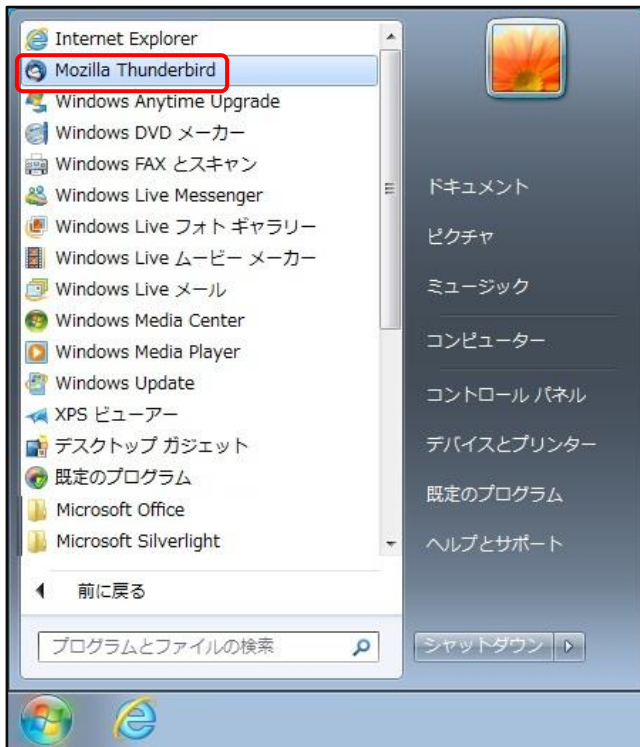 Internet Explorer
Mozilla Thunderbird
Windows Anytime Upgrade
Windows DVD メーカー
Windows FAX とスキャン
Windows Live Messenger
Windows Live フォト ギャラリー
Windows Live ムービー メーカー
Windows Live メール
Windows Media Center
Windows Media Player
Windows Update
XPS ビューアー
デスクトップ ガジェット
既定のプログラム
Microsoft Office
Microsoft Silverlight
前に戻る
プログラムとファイルの検索
ドキュメント
ピクチャ
ミュージック
コンピューター
コントロール パネル
デバイスとプリンター
既定のプログラム
ヘルプとサポート
シャットダウン